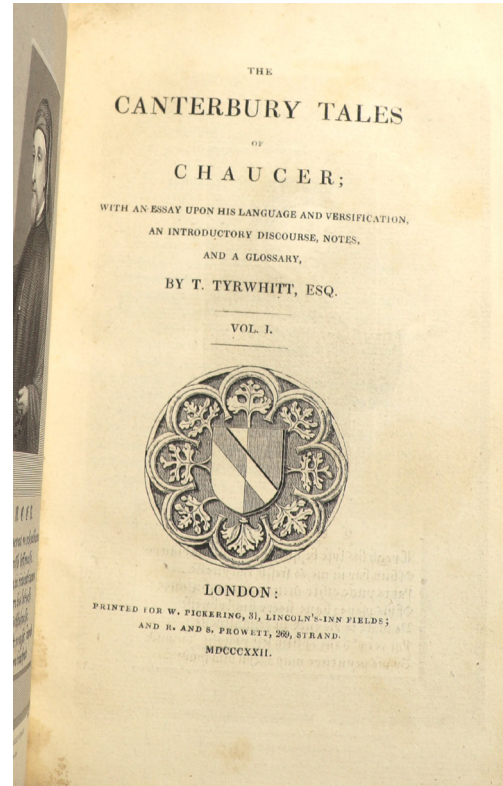 THE
CANTERBURY TALES
OF
CHAUCER;
WITH AN ESSAY UPON HIS LANGUAGE AND VERSIFICATION,
AN INTRODUCTORY DISCOURSE, NOTES,
AND A GLOSSARY,
BY T. TYRWHITT, ESQ.
VOL. I.
LONDON:
PRINTED FOR W. PICKERING, 31, LINCOLN'S-INN FIELDS;
AND R. AND S. PROWETT, 269, STRAND.
MDCCCXXII.